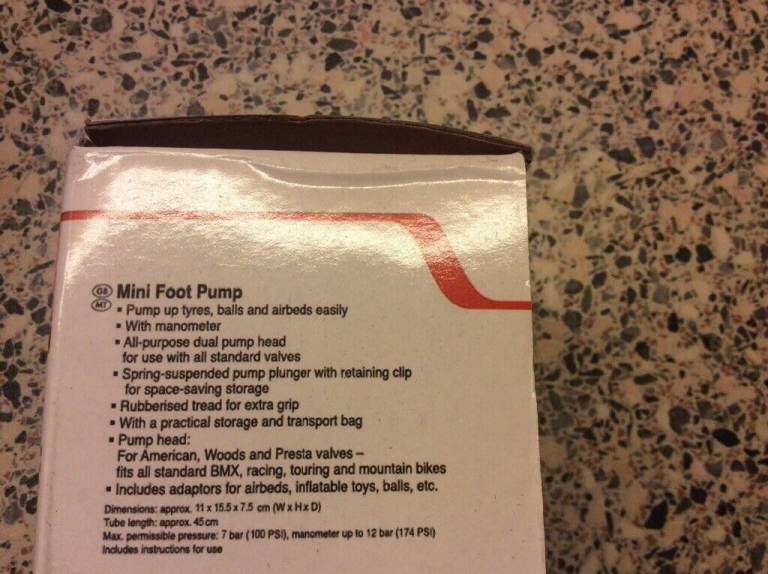 GB Mini Foot Pump
MT ▪ Pump up tyres, balls and airbeds easily
▪ With manometer
▪ All-purpose dual pump head
for use with all standard valves
▪ Spring-suspended pump plunger with retaining clip
for space-saving storage
▪ Rubberised tread for extra grip
▪ With a practical storage and transport bag
▪ Pump head:
For American, Woods and Presta valves –
fits all standard BMX, racing, touring and mountain bikes
▪ Includes adaptors for airbeds, inflatable toys, balls, etc.
Dimensions: approx. 11 x 15.5 x 7.5 cm (W x H x D)
Tube length: approx. 45 cm
Max. permissible pressure: 7 bar (100 PSI), manometer up to 12 bar (174 PSI)
Includes instructions for use